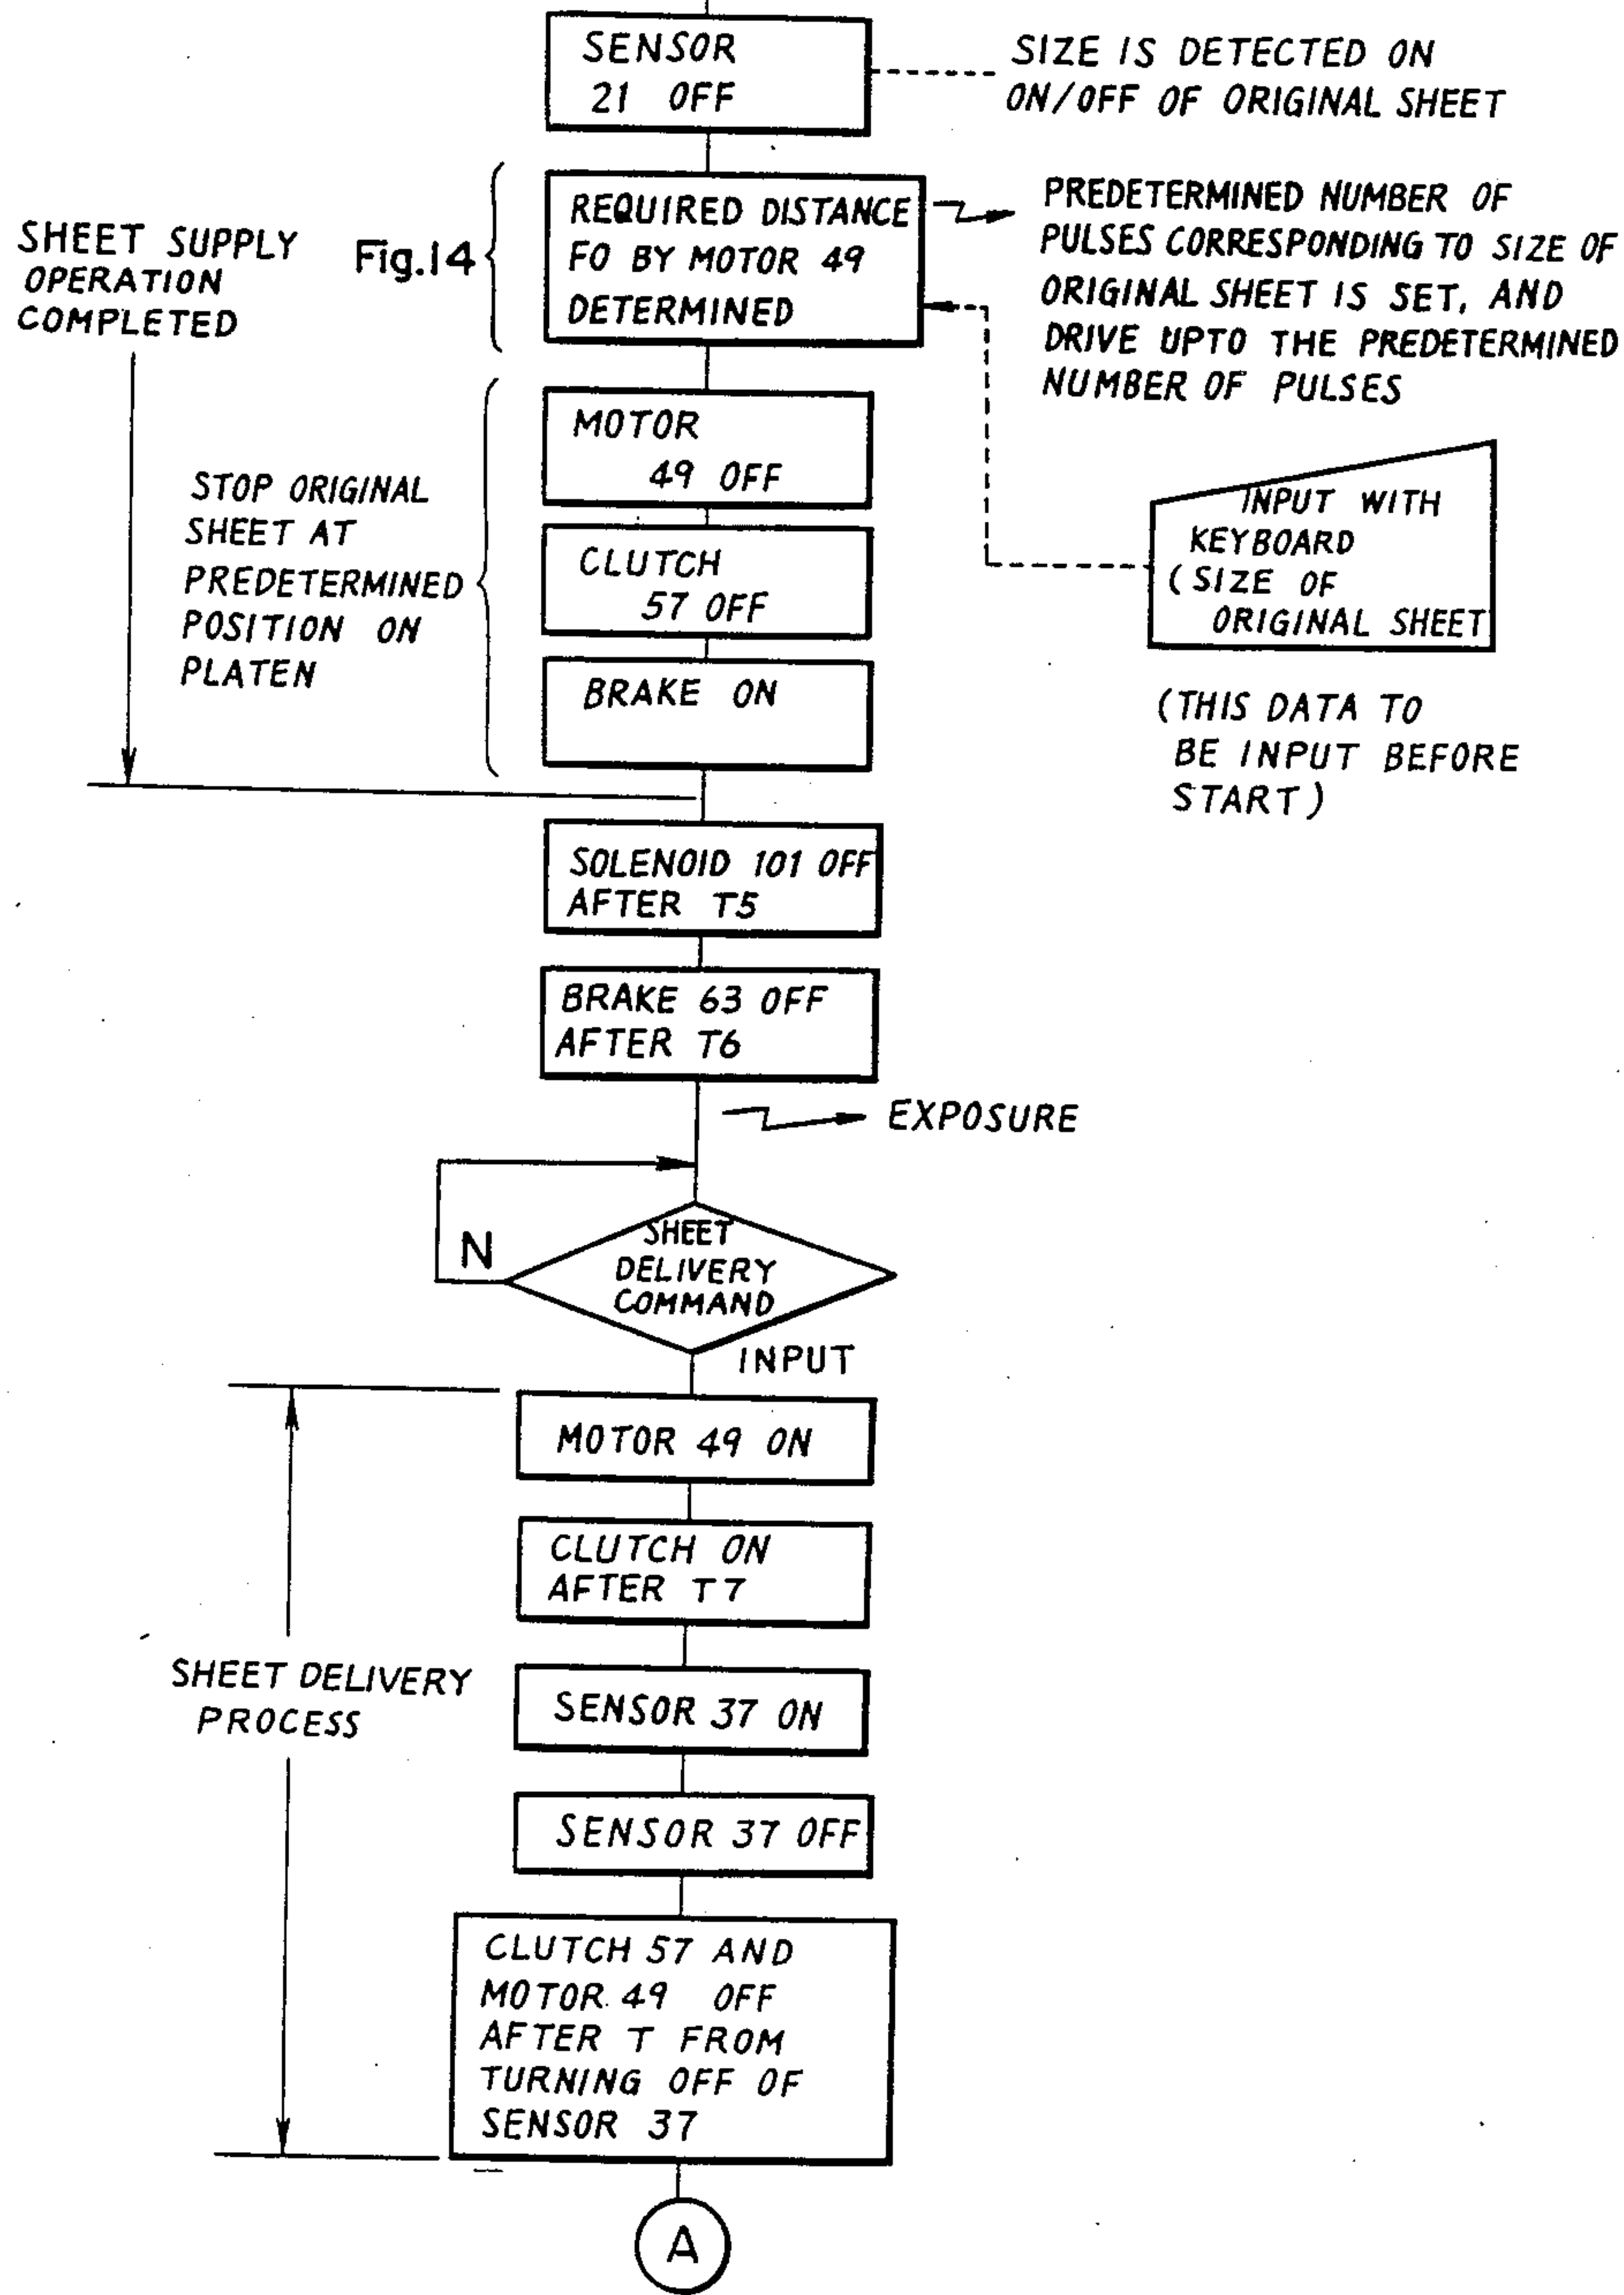 SENSOR
21 OFF
SIZE IS DETECTED ON
ON/OFF OF ORIGINAL SHEET
SHEET SUPPLY
OPERATION
COMPLETED
Fig.14
REQUIRED DISTANCE
FO BY MOTOR 49
DETERMINED
PREDETERMINED NUMBER OF
PULSES CORRESPONDING TO SIZE OF
ORIGINAL SHEET IS SET, AND
DRIVE UPTO THE PREDETERMINED
NUMBER OF PULSES
STOP ORIGINAL
SHEET AT
PREDETERMINED
POSITION ON
PLATEN
MOTOR
49 OFF
CLUTCH
57 OFF
BRAKE ON
INPUT WITH
KEYBOARD
(SIZE OF
ORIGINAL SHEET
(THIS DATA TO
BE INPUT BEFORE
START)
SOLENOID 101 OFF
AFTER T5
BRAKE 63 OFF
AFTER T6
EXPOSURE
N
SHEET
DELIVERY
COMMAND
INPUT
MOTOR 49 ON
CLUTCH ON
AFTER T7
SHEET DELIVERY
PROCESS
SENSOR 37 ON
SENSOR 37 OFF
CLUTCH 57 AND
MOTOR. 49 OFF
AFTER T FROM
TURNING OFF OF
SENSOR 37
A